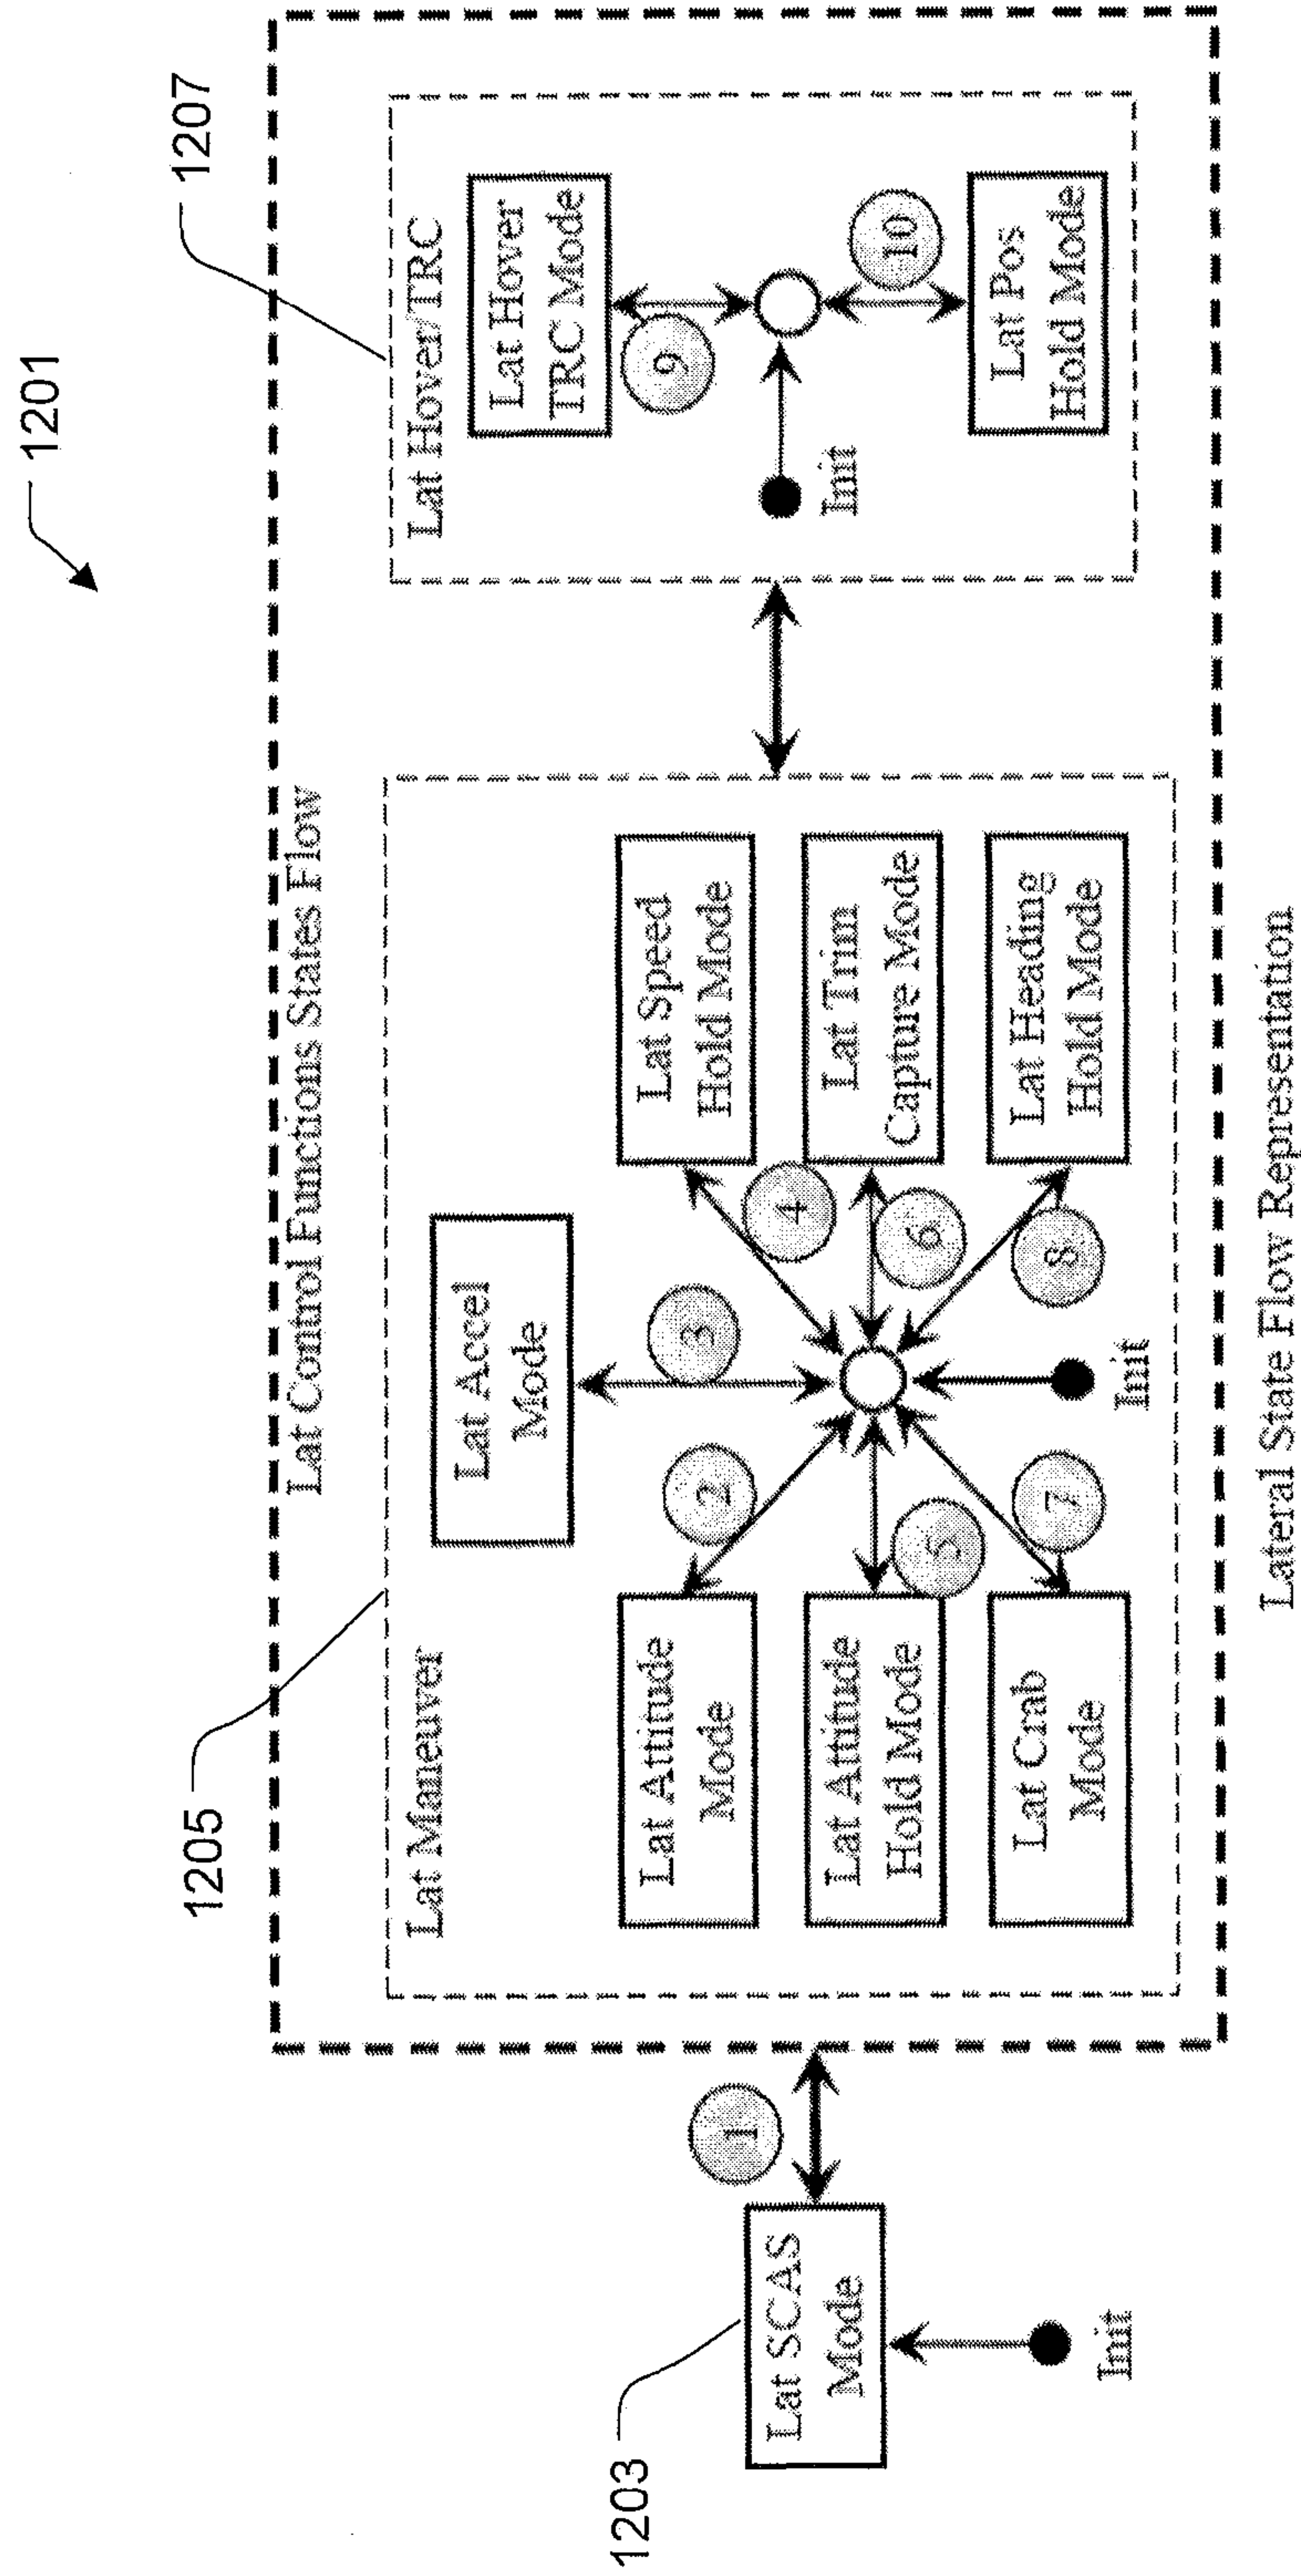 1201
1207
1205
1203
Lat Control Functions States Flow
Lat Maneuver
Lat Accel
Mode
Lat Attitude
Mode
Lat Speed
Hold Mode
2
3
4
Lat Attitude
Hold Mode
Lat Trim
Capture Mode
5
6
Lat Crab
Mode
Lat Heading
Hold Mode
7
8
Init
Lat Hover/TRC
Lat Hover
TRC Mode
9
Init
10
Lat Pos
Hold Mode
1
Lat SCAS
Mode
Init
Lateral State Flow Representation